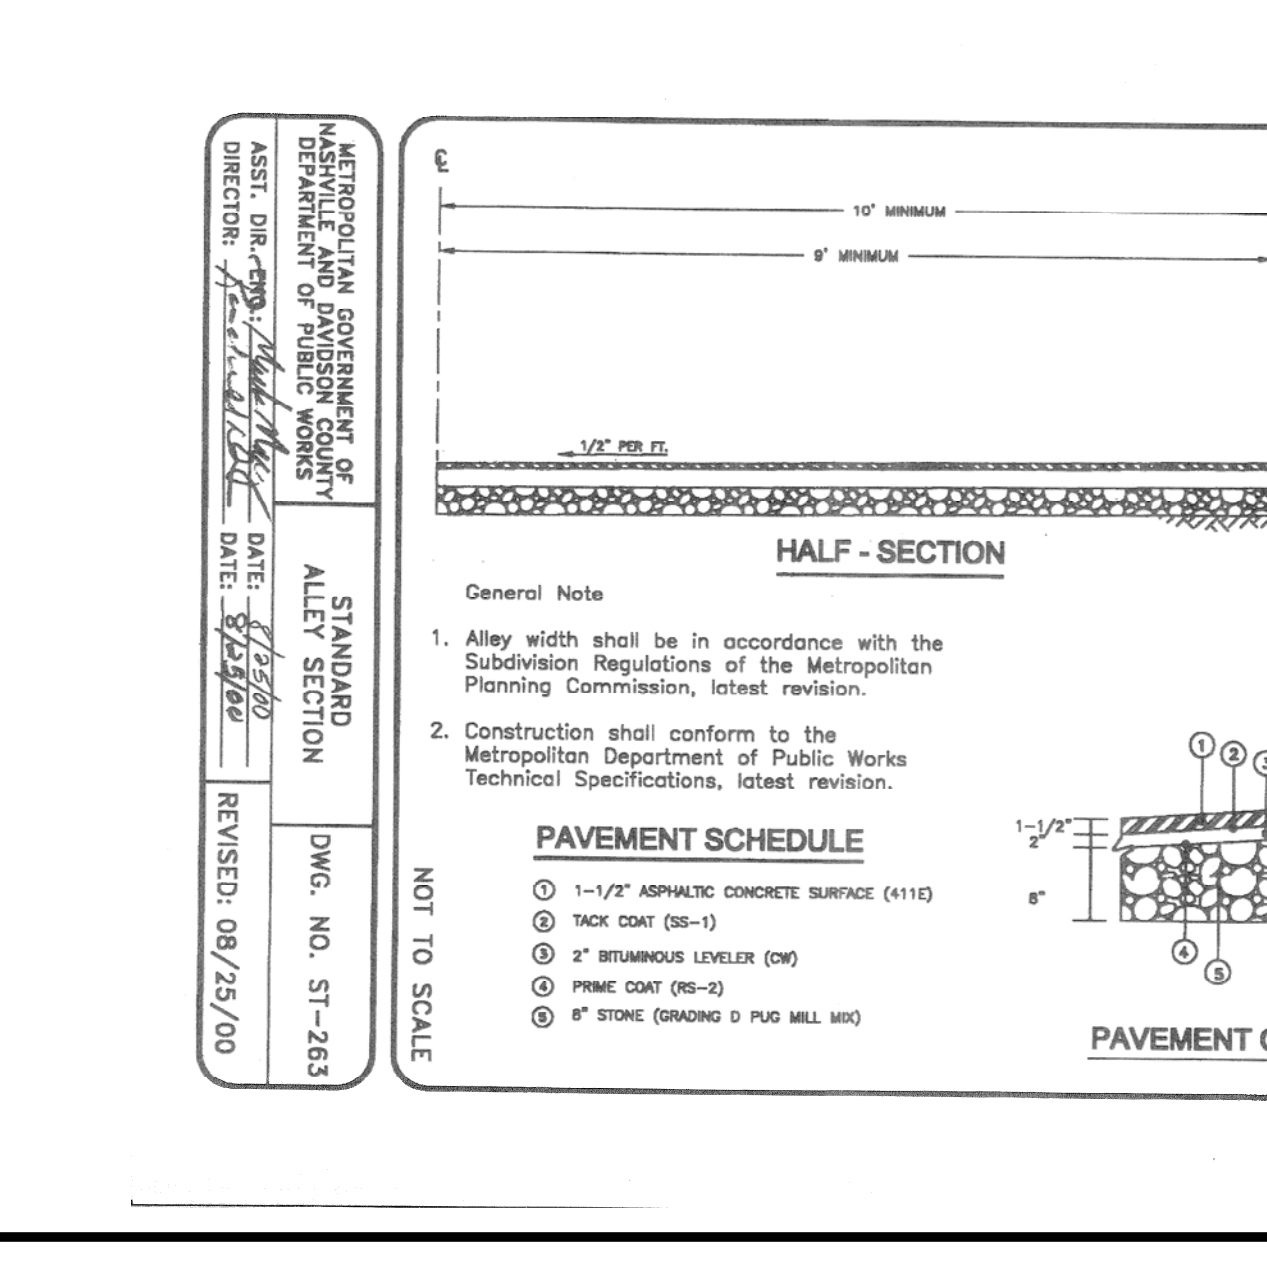 METROPOLITAN GOVERNMENT OF
NASHVILLE AND DAVIDSON COUNTY
DEPARTMENT OF PUBLIC WORKS
ASST. DIR.-ENG.: DATE: 8/25/00
DIRECTOR: DATE: 8/25/00
STANDARD
ALLEY SECTION
DWG. NO. ST-263
REVISED: 08/25/00
℄
10' MINIMUM
9' MINIMUM
1/2" PER FT.
HALF - SECTION
General Note
1. Alley width shall be in accordance with the
Subdivision Regulations of the Metropolitan
Planning Commission, latest revision.
2. Construction shall conform to the
Metropolitan Department of Public Works
Technical Specifications, latest revision.
PAVEMENT SCHEDULE
① 1-1/2" ASPHALTIC CONCRETE SURFACE (411E)
② TACK COAT (SS-1)
③ 2" BITUMINOUS LEVELER (CW)
④ PRIME COAT (RS-2)
⑤ 8" STONE (GRADING D PUG MILL MIX)
NOT TO SCALE
① ② ③
1-1/2"
2"
8"
④
⑤
PAVEMENT